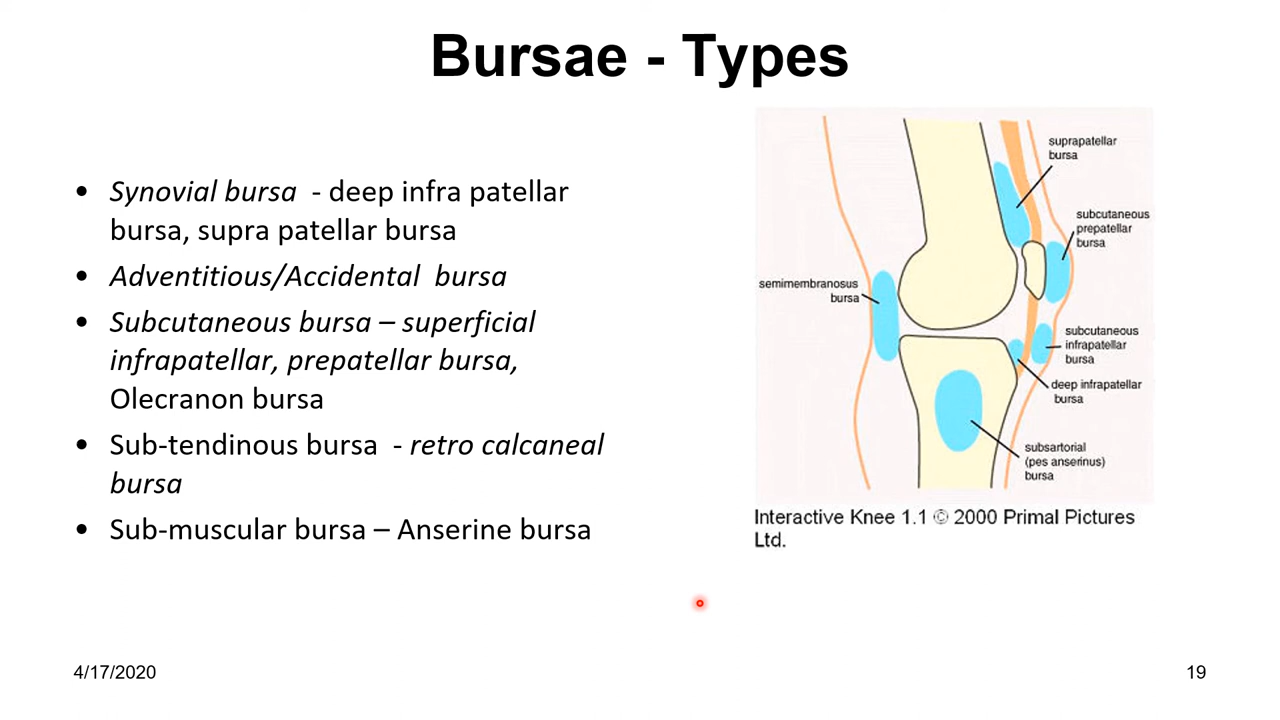 Bursae - Types
• Synovial bursa - deep infra patellar
bursa, supra patellar bursa
• Adventitious/Accidental bursa
• Subcutaneous bursa – superficial
infrapatellar, prepatellar bursa,
Olecranon bursa
• Sub-tendinous bursa - retro calcaneal
bursa
• Sub-muscular bursa – Anserine bursa
suprapatellar
bursa
subcutaneous
prepatellar
bursa
semimembranosus
bursa
subcutaneous
infrapatellar
bursa
deep infrapatellar
bursa
subsartorial
(pes anserinus)
bursa
Interactive Knee 1.1 © 2000 Primal Pictures
Ltd.
4/17/2020
19